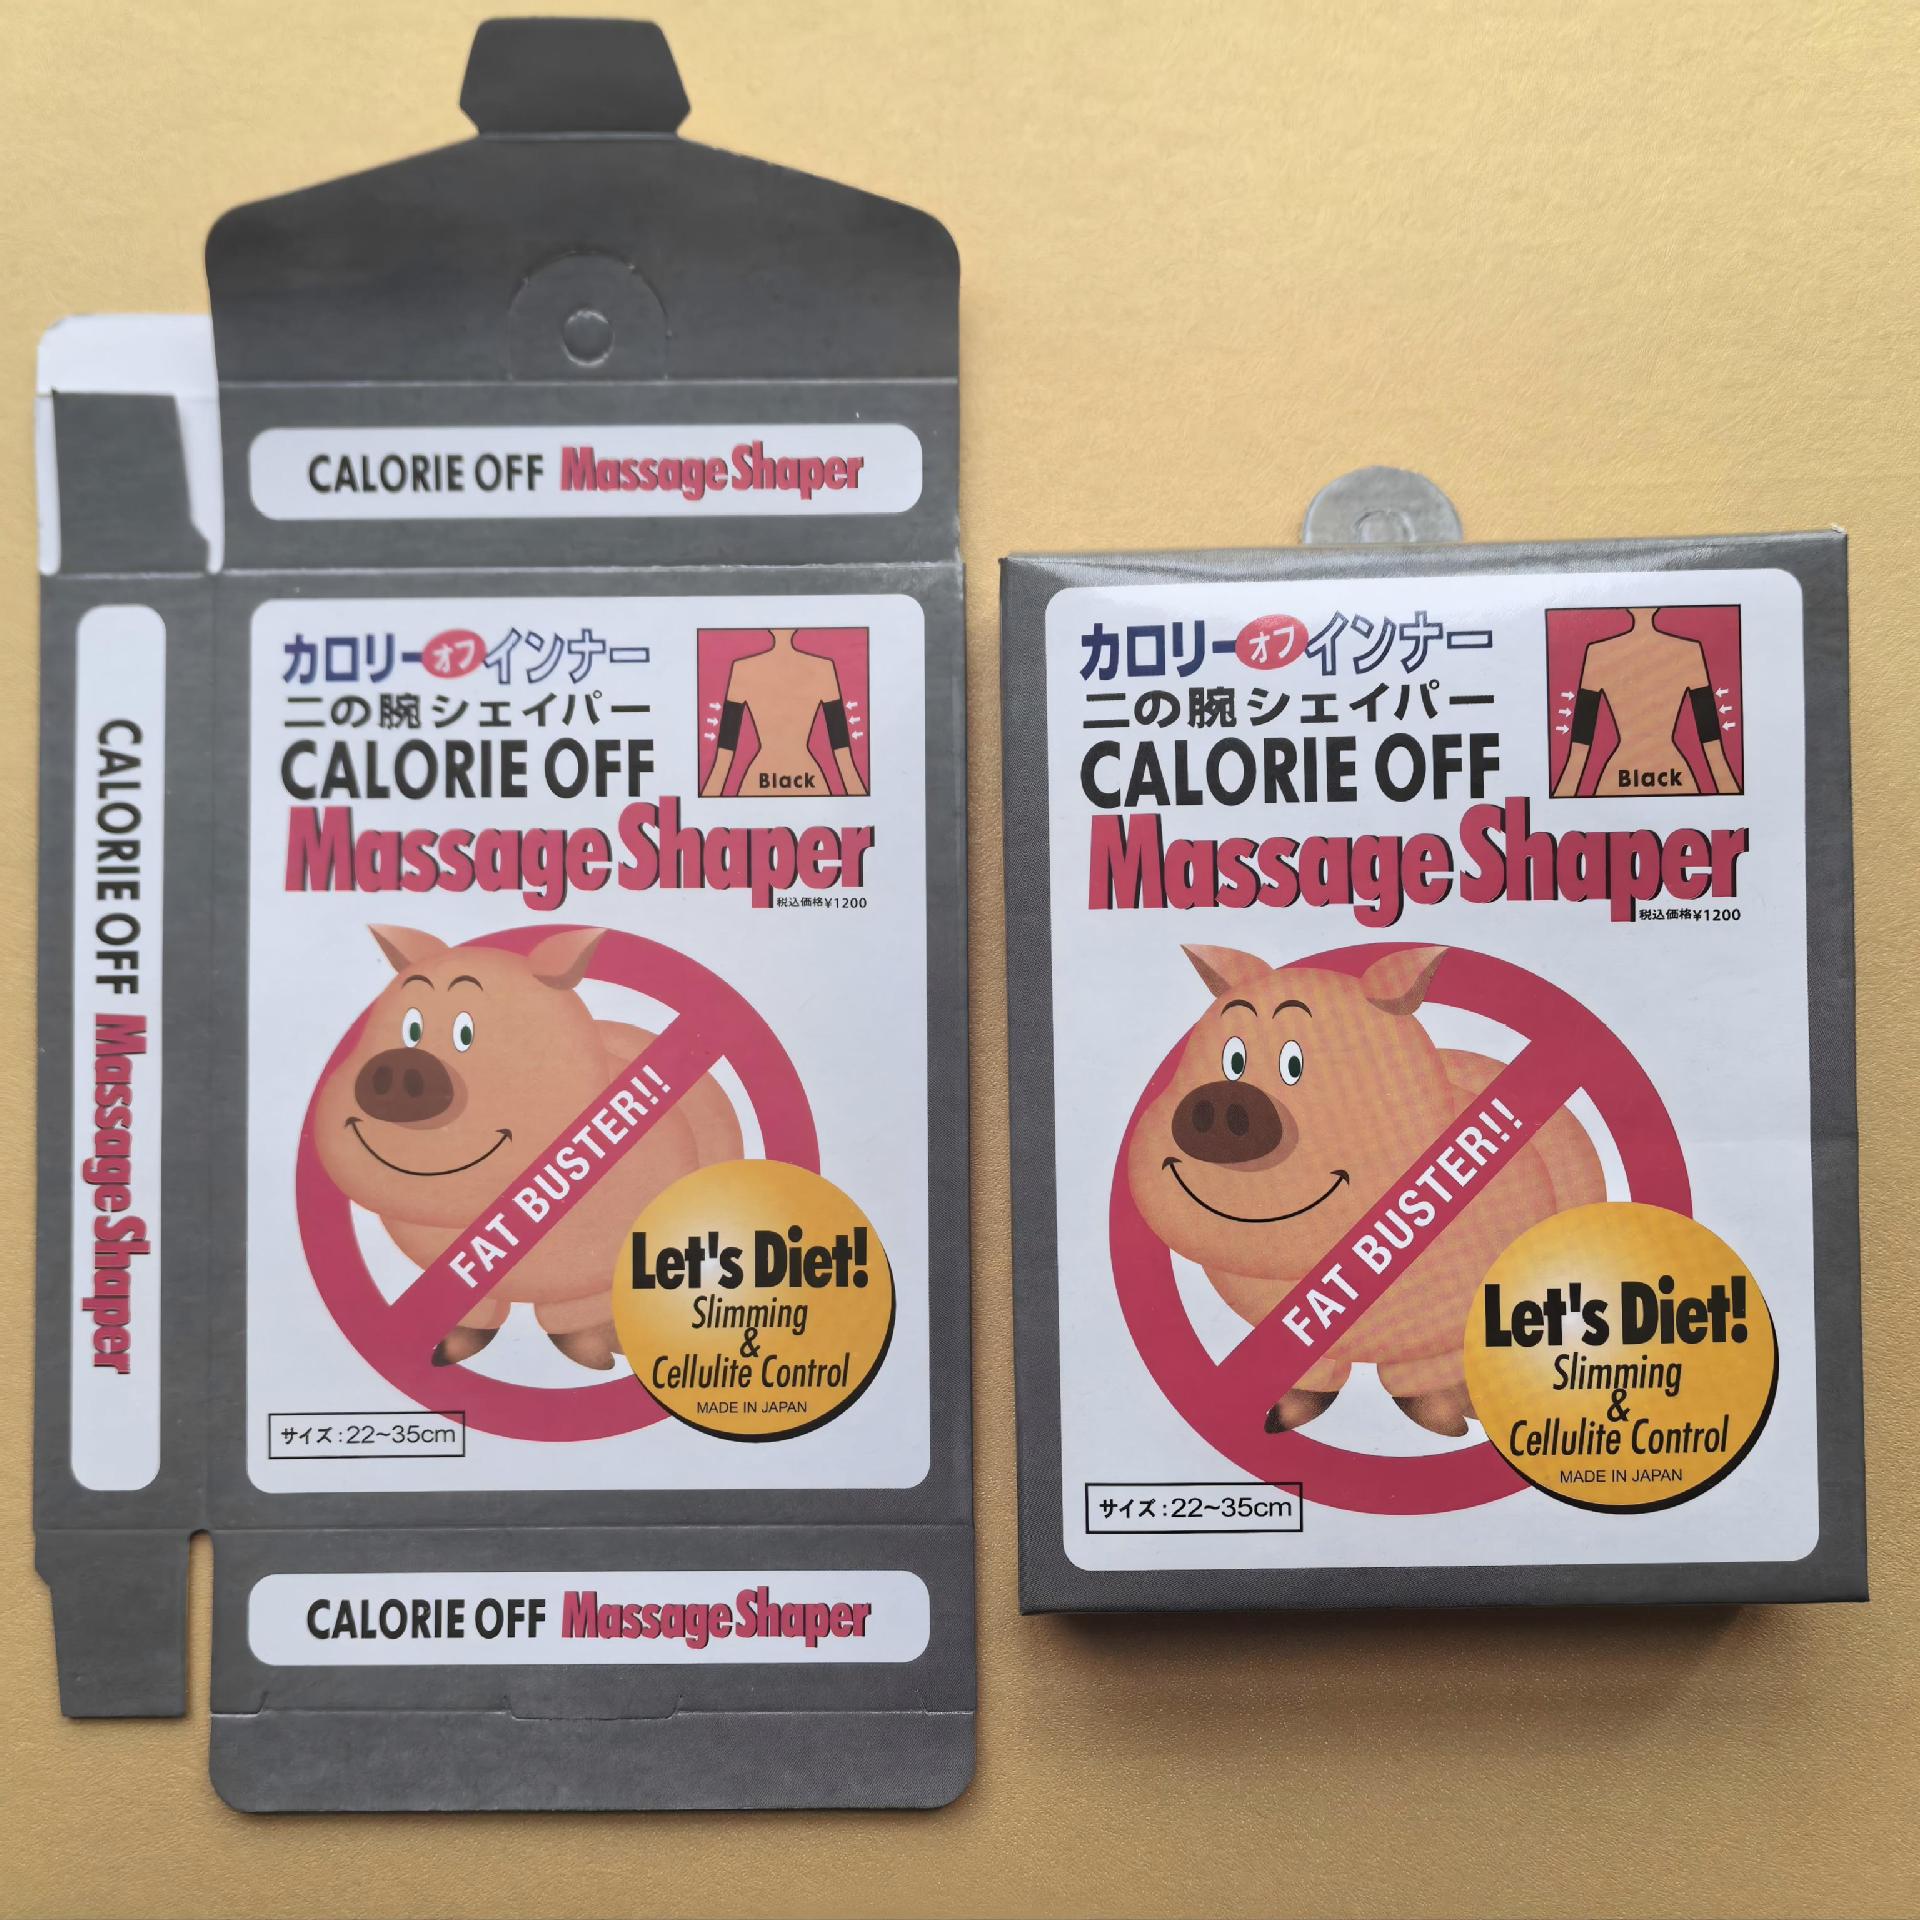 CALORIE OFF Massage Shaper
CALORIE OFF Massage Shaper
カロリーオフインナー
二の腕シェイパー
CALORIE OFF
Massage Shaper
税込価格¥1200
Black
FAT BUSTER!!
Let's Diet!
Slimming
&
Cellulite Control
MADE IN JAPAN
サイズ:22~35cm
CALORIE OFF Massage Shaper
カロリーオフインナー
二の腕シェイパー
CALORIE OFF
Massage Shaper
税込価格¥1200
Black
FAT BUSTER!!
Let's Diet!
Slimming
&
Cellulite Control
MADE IN JAPAN
サイズ:22~35cm